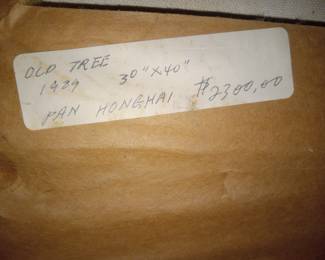 OLD TREE
1989 30"X40"
PAN HONGHAI $2300,00